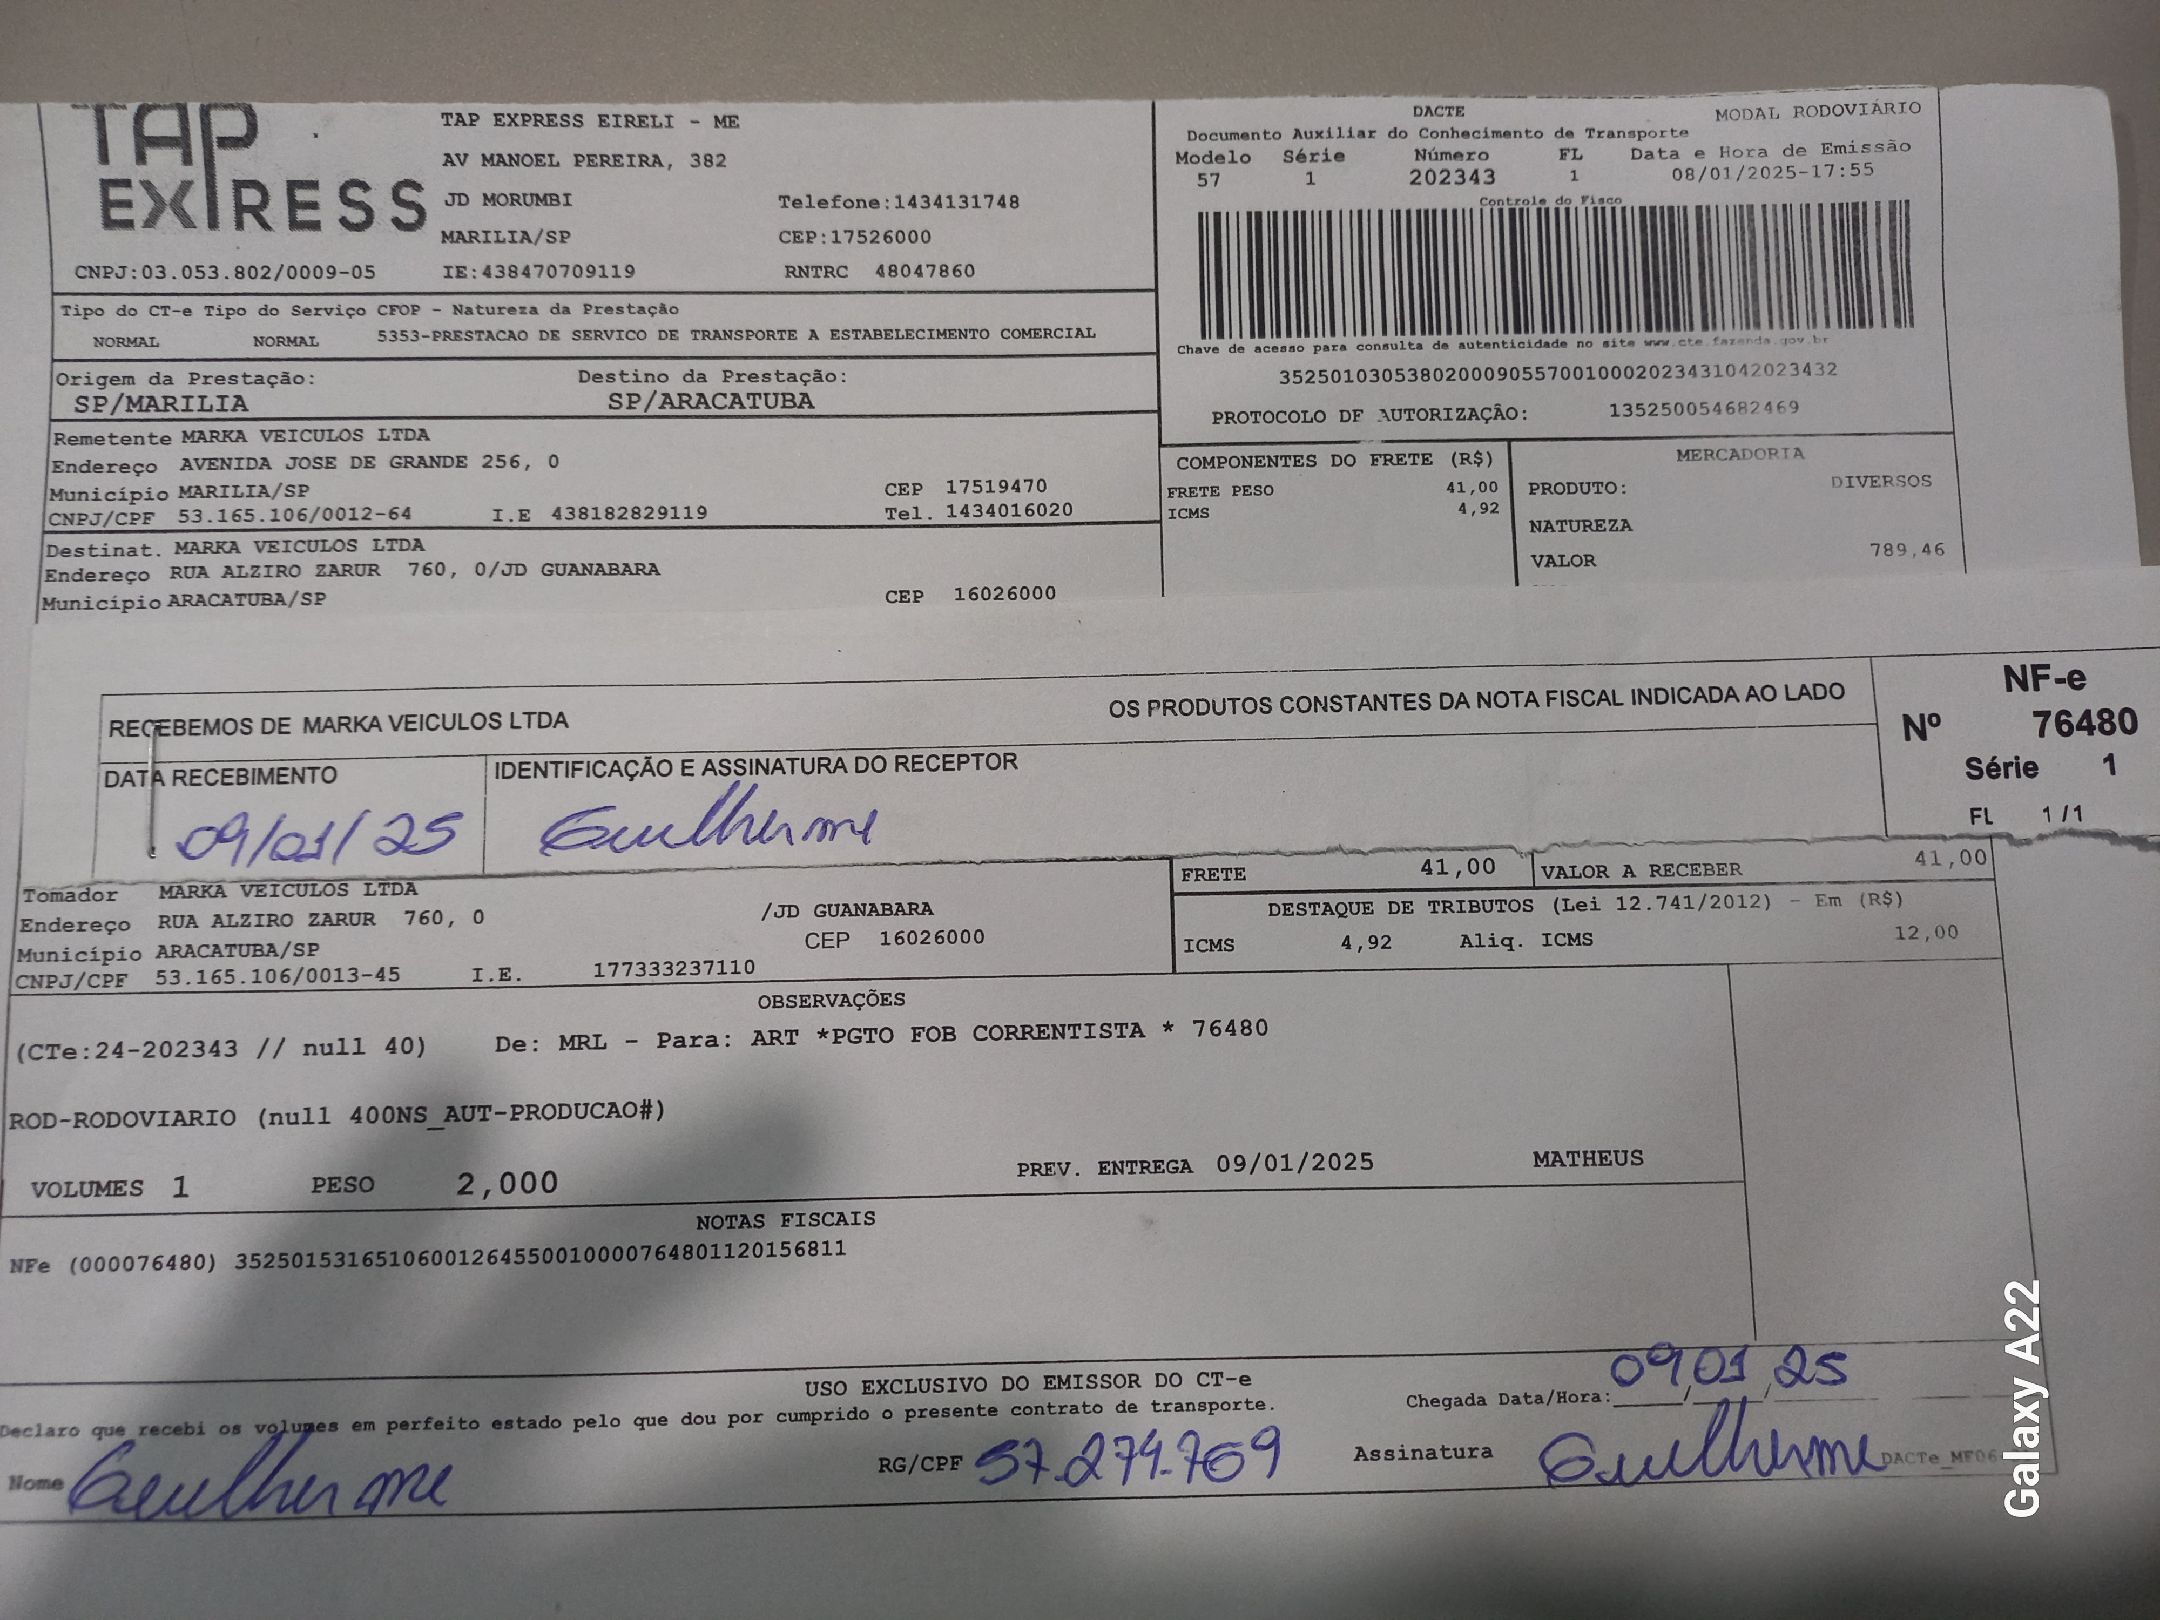 TAP EXPRESS
TAP EXPRESS EIRELI - ME
AV MANOEL PEREIRA, 382
JD MORUMBI Telefone:1434131748
MARILIA/SP CEP:17526000
CNPJ:03.053.802/0009-05 IE:438470709119 RNTRC 48047860
DACTE MODAL RODOVIÁRIO
Documento Auxiliar do Conhecimento de Transporte
Modelo Série Número FL Data e Hora de Emissão
57 1 202343 1 08/01/2025-17:55
Controle do Fisco
Chave de acesso para consulta de autenticidade no site www.cte.fazenda.gov.br
35250103053802000905570010002023431042023432
PROTOCOLO DE AUTORIZAÇÃO: 135250054682469
Tipo do CT-e Tipo do Serviço CFOP - Natureza da Prestação
NORMAL NORMAL 5353-PRESTACAO DE SERVICO DE TRANSPORTE A ESTABELECIMENTO COMERCIAL
Origem da Prestação: Destino da Prestação:
SP/MARILIA SP/ARACATUBA
Remetente MARKA VEICULOS LTDA
Endereço AVENIDA JOSE DE GRANDE 256, 0
Município MARILIA/SP CEP 17519470
CNPJ/CPF 53.165.106/0012-64 I.E 438182829119 Tel. 1434016020
COMPONENTES DO FRETE (R$) MERCADORIA
FRETE PESO 41,00 PRODUTO: DIVERSOS
ICMS 4,92 NATUREZA
VALOR 789,46
Destinat. MARKA VEICULOS LTDA
Endereço RUA ALZIRO ZARUR 760, 0/JD GUANABARA
Município ARACATUBA/SP CEP 16026000
RECEBEMOS DE MARKA VEICULOS LTDA OS PRODUTOS CONSTANTES DA NOTA FISCAL INDICADA AO LADO
NF-e
Nº 76480
Série 1
FL 1/1
DATA RECEBIMENTO IDENTIFICAÇÃO E ASSINATURA DO RECEPTOR
09/01/25 Guilherme
Tomador MARKA VEICULOS LTDA
Endereço RUA ALZIRO ZARUR 760, 0 /JD GUANABARA
Município ARACATUBA/SP CEP 16026000
CNPJ/CPF 53.165.106/0013-45 I.E. 177333237110
FRETE 41,00 VALOR A RECEBER 41,00
DESTAQUE DE TRIBUTOS (Lei 12.741/2012) - Em (R$)
ICMS 4,92 Aliq. ICMS 12,00
OBSERVAÇÕES
(CTe:24-202343 // null 40) De: MRL - Para: ART *PGTO FOB CORRENTISTA * 76480
ROD-RODOVIARIO (null 400NS_AUT-PRODUCAO#)
VOLUMES 1 PESO 2,000 PREV. ENTREGA 09/01/2025 MATHEUS
NOTAS FISCAIS
NFe (000076480) 35250153165106001264550010000764801120156811
USO EXCLUSIVO DO EMISSOR DO CT-e
Declaro que recebi os volumes em perfeito estado pelo que dou por cumprido o presente contrato de transporte.
Chegada Data/Hora: 09/01/25
Nome Guilherme RG/CPF 57.274.769 Assinatura Guilherme
Galaxy A22